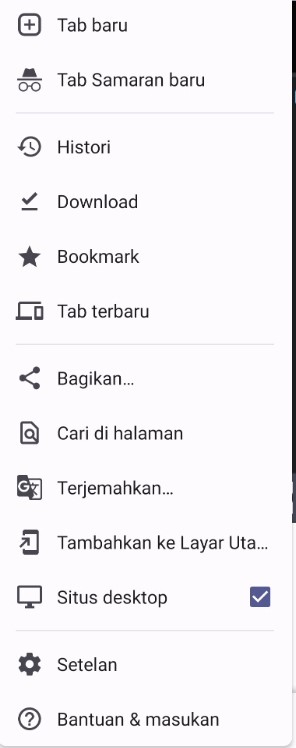 Tab baru
Tab Samaran baru
Histori
Download
Bookmark
Tab terbaru
Bagikan...
Cari di halaman
Terjemahkan...
Tambahkan ke Layar Uta...
Situs desktop
Setelan
Bantuan & masukan